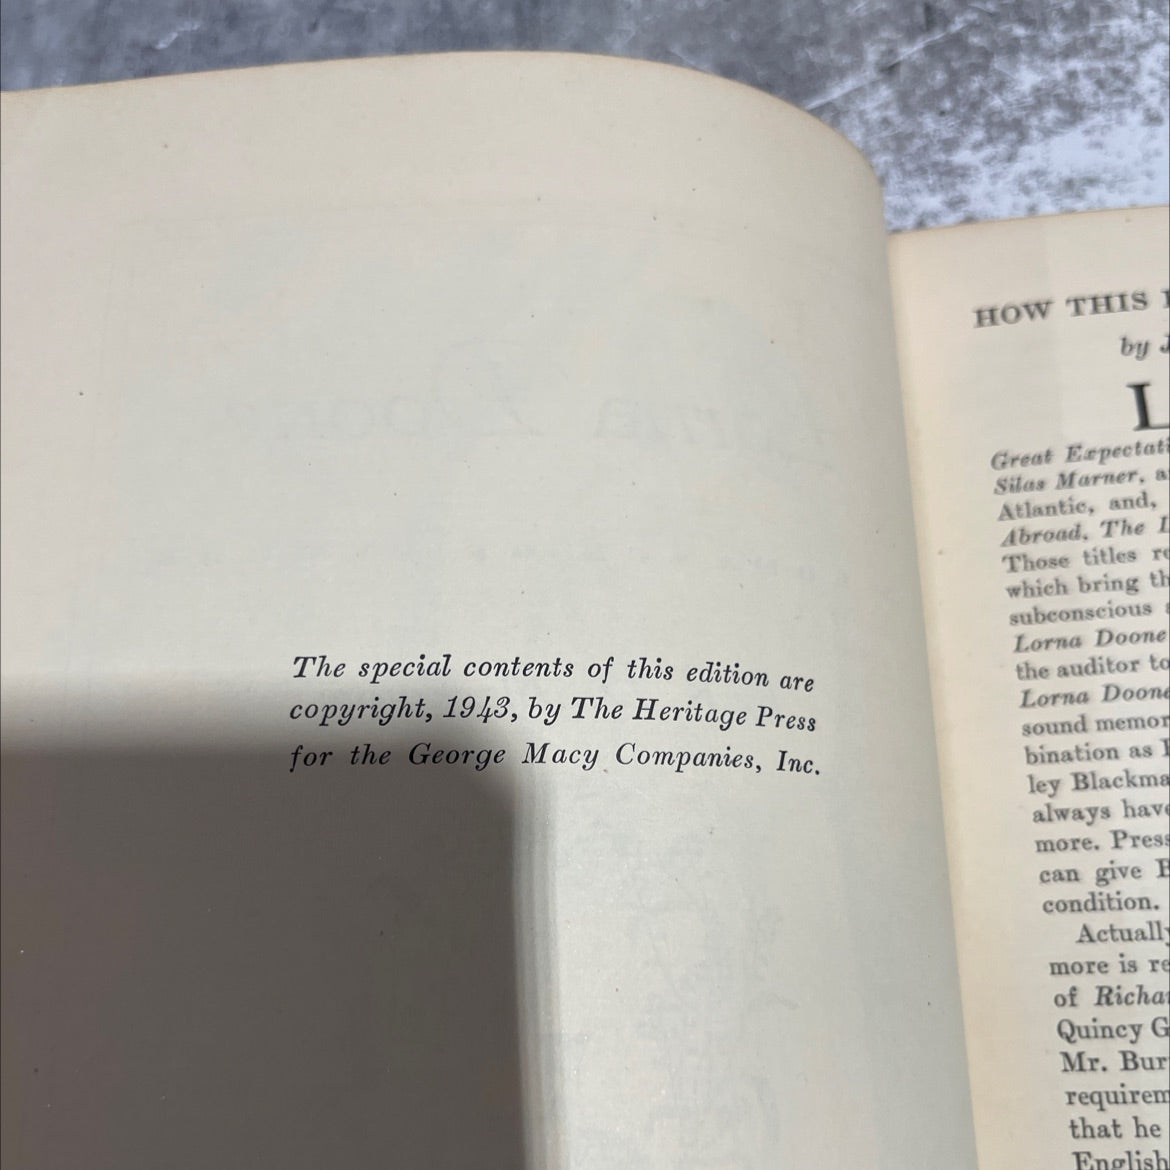 The special contents of this edition are
copyright, 1943, by The Heritage Press
for the George Macy Companies, Inc.
HOW THIS
by J
L
Great Expectati
Silas Marner, a
Atlantic, and,
Abroad, The
Those titles re
which bring th
subconscious
Lorna Doone
the auditor to
Lorna Doone
sound memor
bination as
ley Blackma
always have
more. Press
can give
condition.
Actually
more is re
of Richa
Quincy G
Mr. Bur
requirem
that he
English